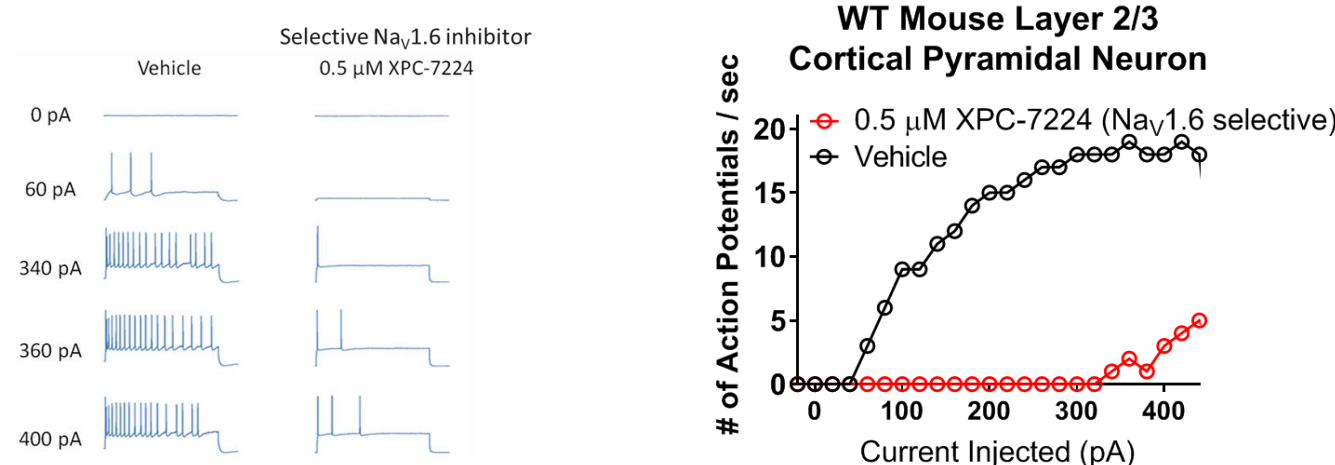 Selective NaV1.6 inhibitor
Vehicle
0.5 μM XPC-7224
0 pA
60 pA
340 pA
360 pA
400 pA
WT Mouse Layer 2/3
Cortical Pyramidal Neuron
# of Action Potentials / sec
0.5 μM XPC-7224 (NaV1.6 selective)
Vehicle
20
15
10
5
0
0 100 200 300 400
Current Injected (pA)